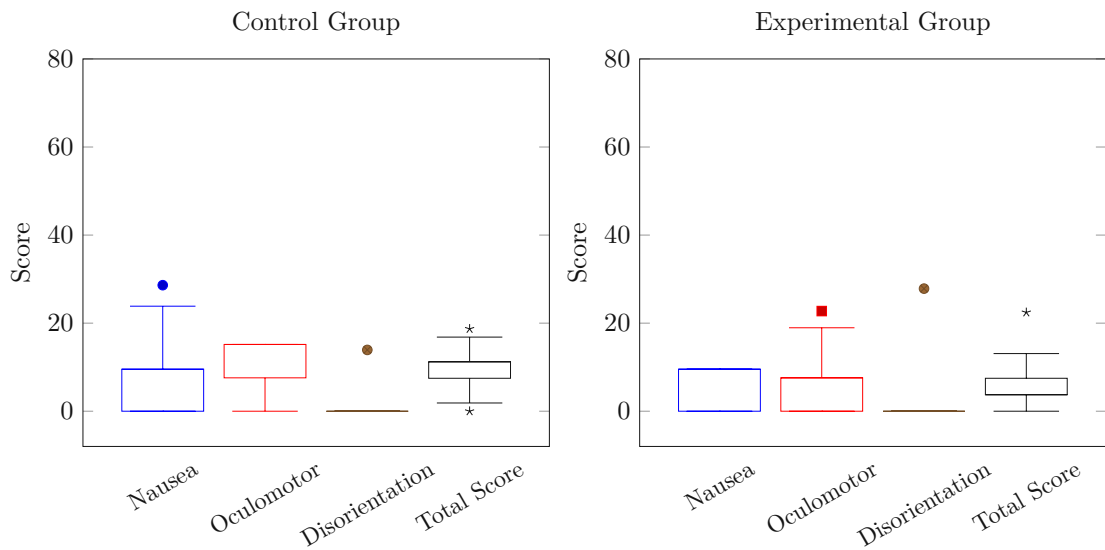 Control Group
Score
80
60
40
20
0
Nausea
Oculomotor
Disorientation
Total Score
Experimental Group
Score
80
60
40
20
0
Nausea
Oculomotor
Disorientation
Total Score